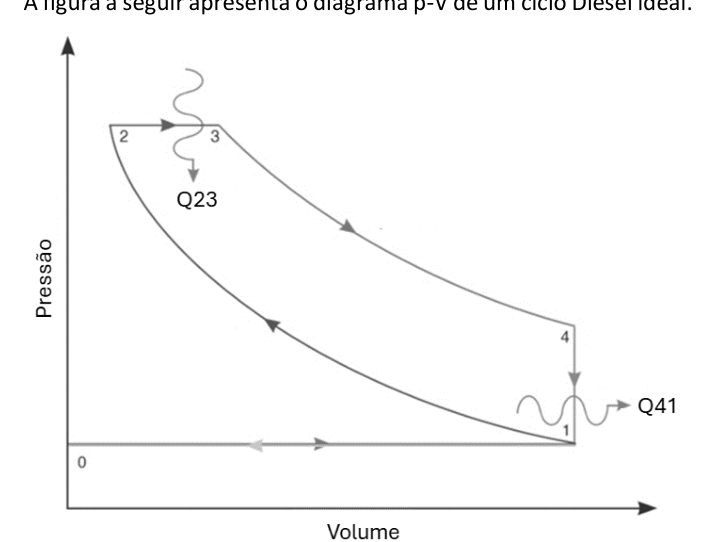 A figura a seguir apresenta o diagrama p-V de um ciclo Diesel ideal.
2
3
Q23
Pressão
4
Q41
1
0
Volume